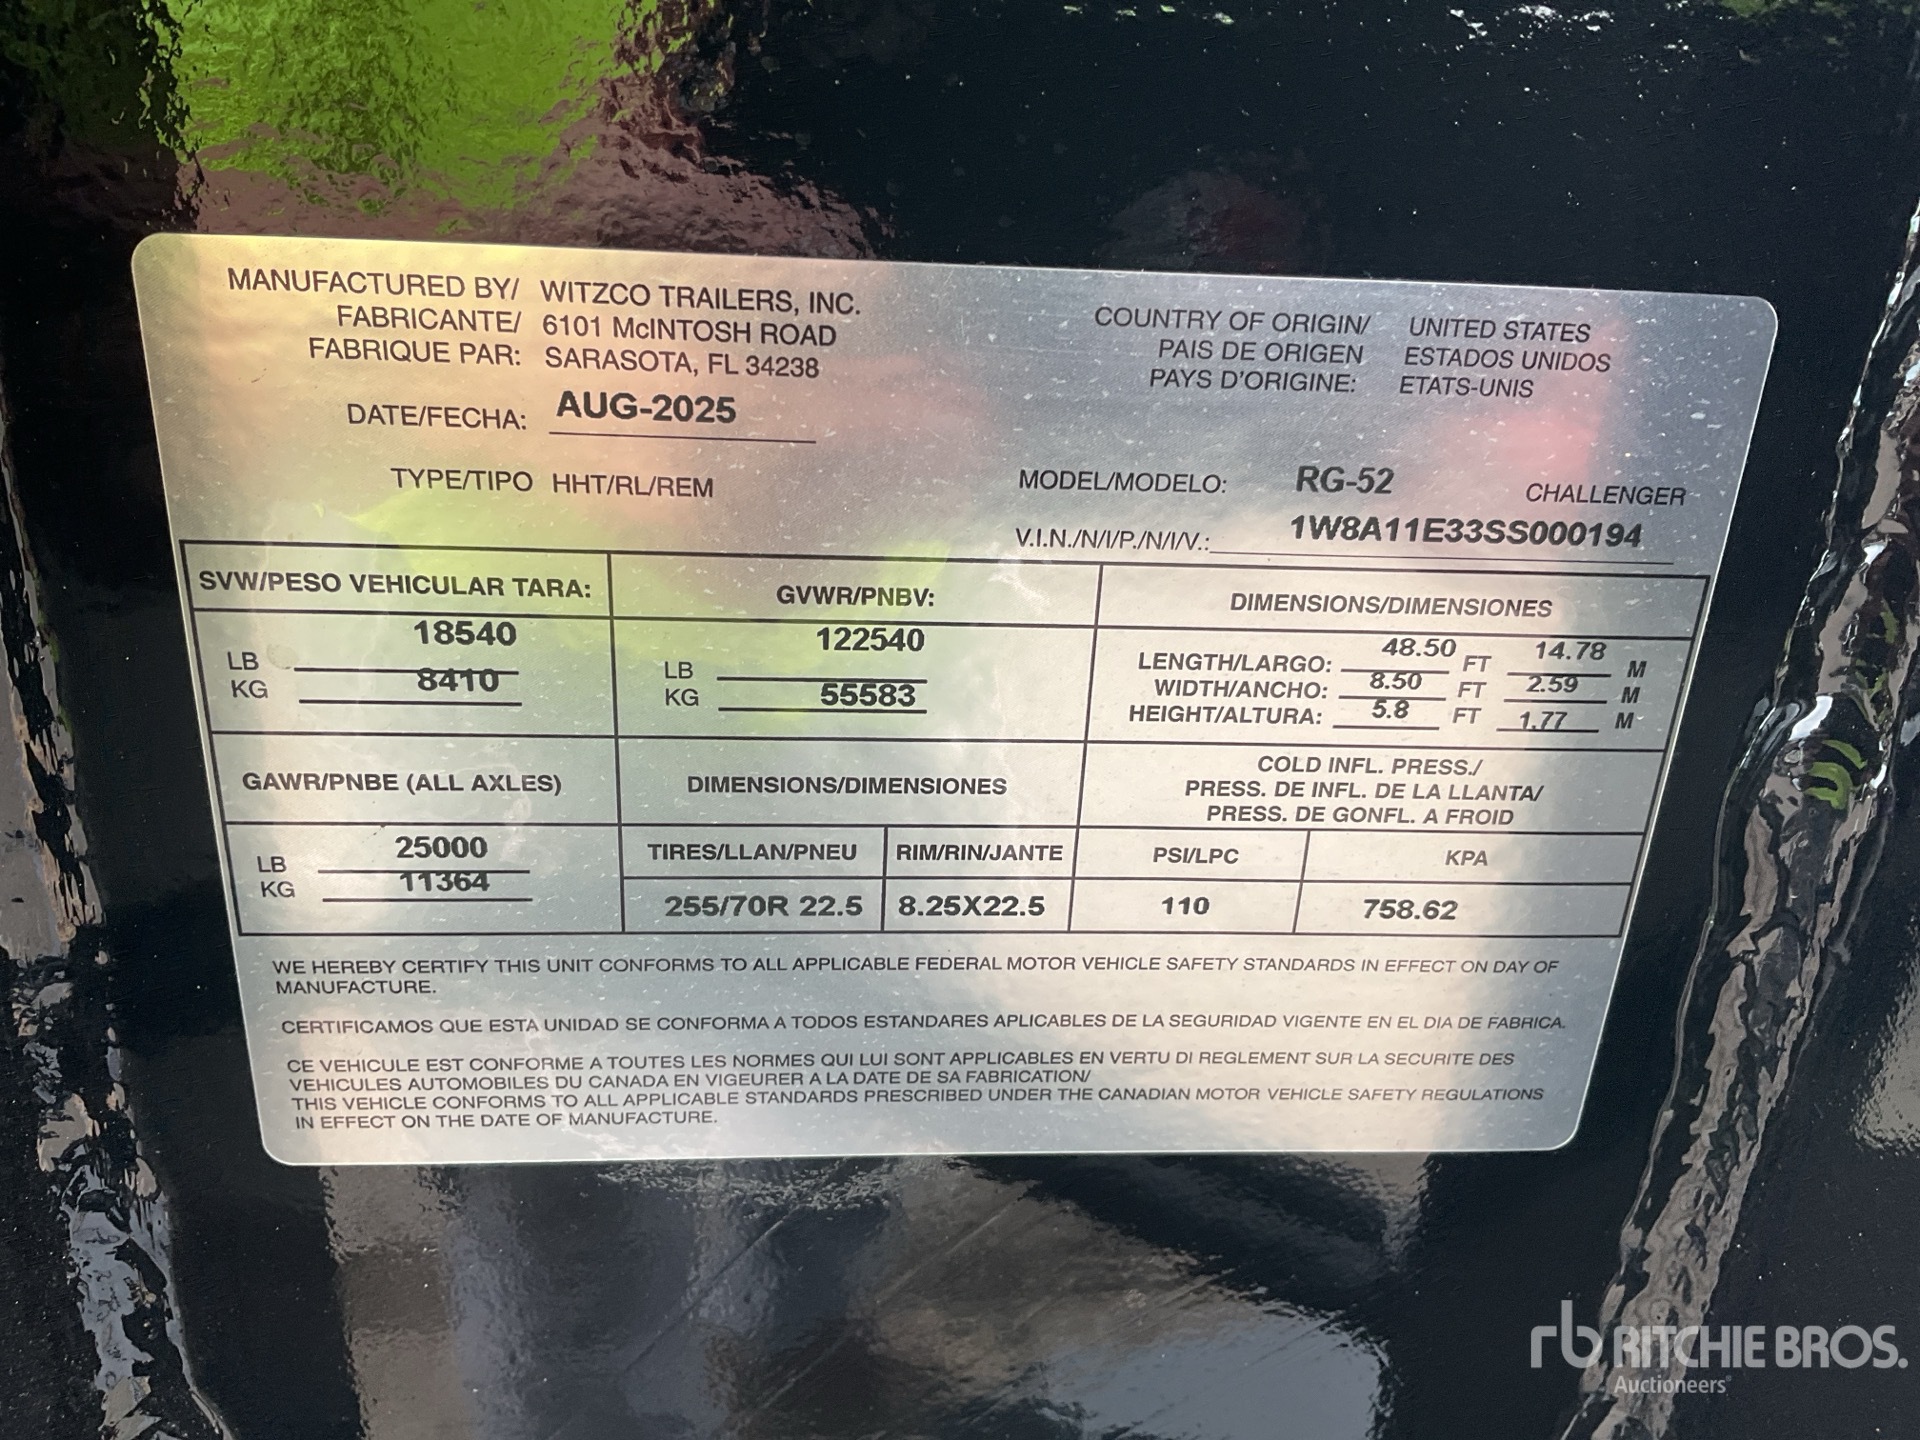 MANUFACTURED BY/ WITZCO TRAILERS, INC.
FABRICANTE/ 6101 McINTOSH ROAD
FABRIQUE PAR: SARASOTA, FL 34238
COUNTRY OF ORIGIN/ UNITED STATES
PAIS DE ORIGEN ESTADOS UNIDOS
PAYS D'ORIGINE: ETATS-UNIS
DATE/FECHA: AUG-2025
TYPE/TIPO HHT/RL/REM
MODEL/MODELO: RG-52 CHALLENGER
V.I.N./N/I/P./N/I/V.: 1W8A11E33SS000194
SVW/PESO VEHICULAR TARA:
18540
LB
KG 8410
GVWR/PNBV:
122540
LB
KG 55583
DIMENSIONS/DIMENSIONES
LENGTH/LARGO: 48.50 FT 14.78 M
WIDTH/ANCHO: 8.50 FT 2.59 M
HEIGHT/ALTURA: 5.8 FT 1.77 M
GAWR/PNBE (ALL AXLES)
25000
LB
KG 11364
DIMENSIONS/DIMENSIONES
TIRES/LLAN/PNEU RIM/RIN/JANTE
255/70R 22.5 8.25X22.5
COLD INFL. PRESS./
PRESS. DE INFL. DE LA LLANTA/
PRESS. DE GONFL. A FROID
PSI/LPC KPA
110 758.62
WE HEREBY CERTIFY THIS UNIT CONFORMS TO ALL APPLICABLE FEDERAL MOTOR VEHICLE SAFETY STANDARDS IN EFFECT ON DAY OF
MANUFACTURE.
CERTIFICAMOS QUE ESTA UNIDAD SE CONFORMA A TODOS ESTANDARES APLICABLES DE LA SEGURIDAD VIGENTE EN EL DIA DE FABRICA.
CE VEHICULE EST CONFORME A TOUTES LES NORMES QUI LUI SONT APPLICABLES EN VERTU DI REGLEMENT SUR LA SECURITE DES
VEHICULES AUTOMOBILES DU CANADA EN VIGEURER A LA DATE DE SA FABRICATION/
THIS VEHICLE CONFORMS TO ALL APPLICABLE STANDARDS PRESCRIBED UNDER THE CANADIAN MOTOR VEHICLE SAFETY REGULATIONS
IN EFFECT ON THE DATE OF MANUFACTURE.
rb RITCHIE BROS.
Auctioneers